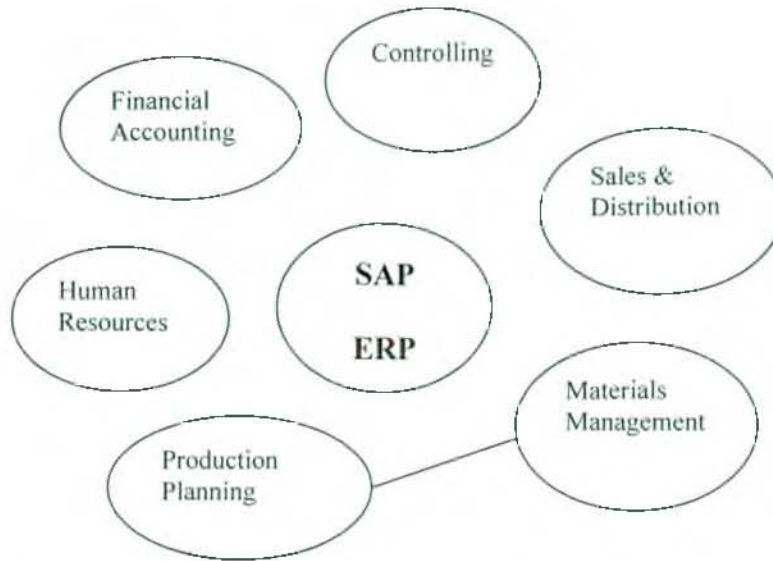 Controlling
Financial
Accounting
Sales &
Distribution
SAP
ERP
Human
Resources
Materials
Management
Production
Planning